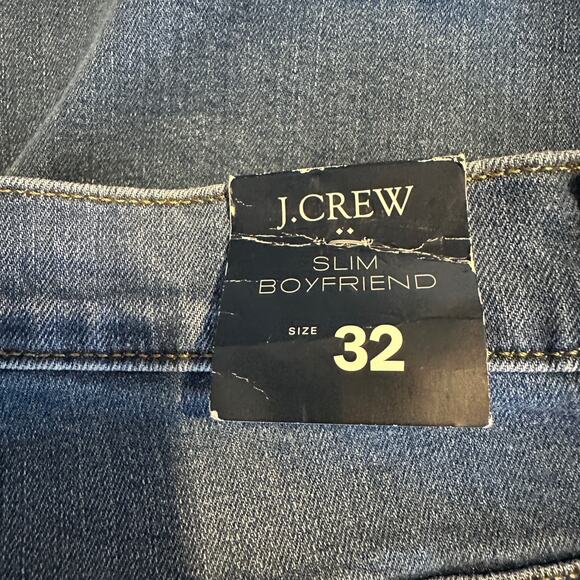 J.CREW
SLIM
BOYFRIEND
SIZE 32